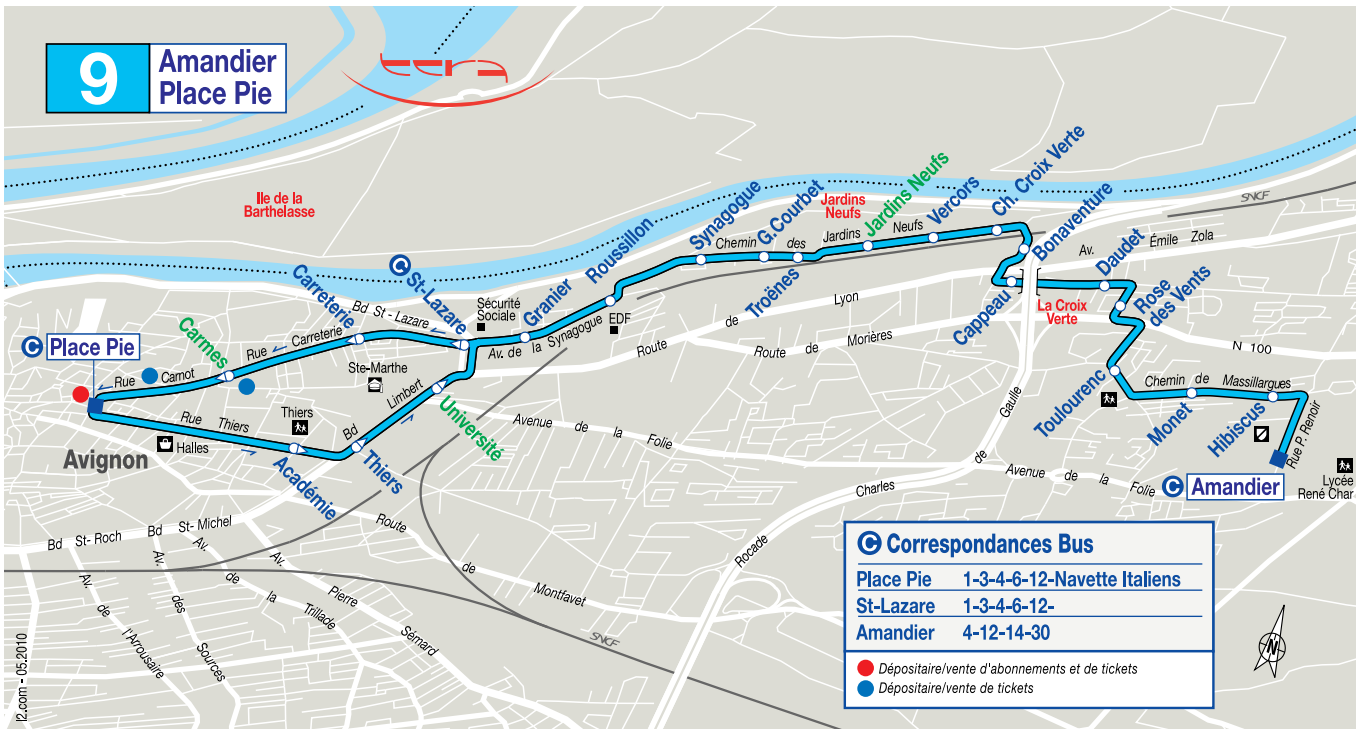 9
Amandier
Place Pie
Ile de la
Barthelasse
Jardins
Neufs
Jardins Neufs
Vercors
Ch. Croix Verte
Bonaventure
SNCF
Synagogue
G.Courbet
Chemin des Jardins Neufs
Troënes
Av. Émile Zola
Daudet
Rose
des Vents
Cappeau
La Croix
Verte
N 100
Roussillon
Granier
St-Lazare
C
Sécurité
Sociale
EDF
Bd St - Lazare
Av. de la Synagogue
Route de Lyon
Route de Morières
Carreterie
Rue Carreterie
Carmes
C Place Pie
Rue Carnot
Ste-Marthe
Bd Limbert
Université
Thiers
Rue Thiers
Halles
Avignon
Académie
Thiers
Avenue de la Folie
Toulourenc
Chemin de Massillargues
Monet
Hibiscus
Rue P. Renoir
C Amandier
Avenue de la Folie
Lycée
René Char
Rocade Charles de Gaulle
Bd St- Roch
Bd St- Michel
Route de Montfavet
Av. de l'Arrousaire
Av. des Sources
Av. de la Trillade
Av. Pierre Sémard
SNCF
C Correspondances Bus
Place Pie 1-3-4-6-12-Navette Italiens
St-Lazare 1-3-4-6-12-
Amandier 4-12-14-30
Dépositaire/vente d'abonnements et de tickets
Dépositaire/vente de tickets
N
l2.com - 05.2010